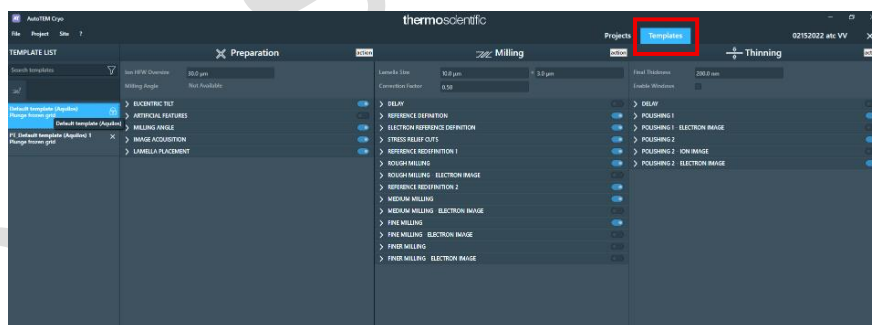 AutoTEM Cryo
thermoscientific
File Project Site ?
Projects Templates 02152022 atc VV
TEMPLATE LIST
Preparation action
Milling action
Thinning
Search templates
Default template (Aquilos)
Plunge frozen grid
Default template (Aquilos)
PT_Default template (Aquilos) 1
Plunge frozen grid
Ion HFW Overview 80.0 µm
Milling Angle Not Available
EUCENTRIC TILT
ARTIFICIAL FEATURES
MILLING ANGLE
IMAGE ACQUISITION
LAMELLA PLACEMENT
Lamella Size 10.0 µm × 3.0 µm
Correction Factor 0.50
DELAY
REFERENCE DEFINITION
ELECTRON REFERENCE DEFINITION
STRESS RELIEF CUTS
REFERENCE REDEFINITION 1
ROUGH MILLING
ROUGH MILLING ELECTRON IMAGE
REFERENCE REDEFINITION 2
MEDIUM MILLING
MEDIUM MILLING ELECTRON IMAGE
FINE MILLING
FINE MILLING ELECTRON IMAGE
FINER MILLING
FINER MILLING ELECTRON IMAGE
Final Thickness 200.0 nm
Enable Windows
DELAY
POLISHING 1
POLISHING 1 - ELECTRON IMAGE
POLISHING 2
POLISHING 2 - ION IMAGE
POLISHING 2 - ELECTRON IMAGE